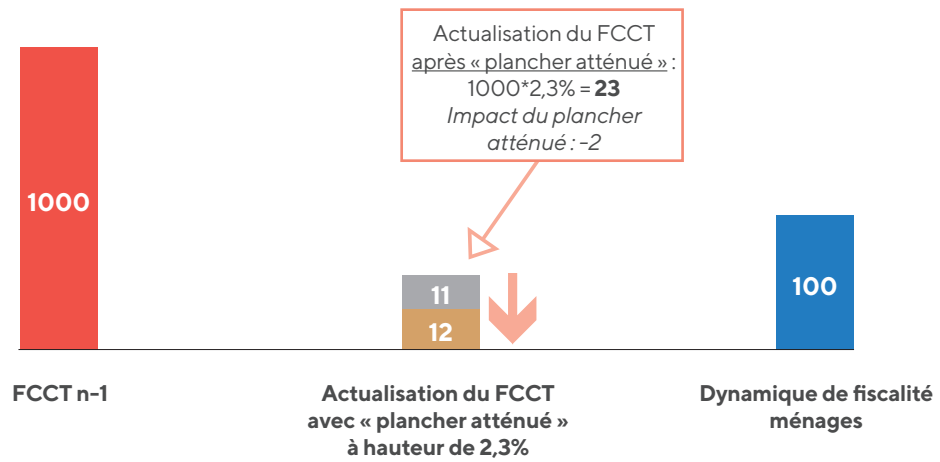 Actualisation du FCCT
après « plancher atténué » :
1000*2,3% = 23
Impact du plancher
atténué : -2
1000
11
12
100
FCCT n-1
Actualisation du FCCT
avec « plancher atténué »
à hauteur de 2,3%
Dynamique de fiscalité
ménages